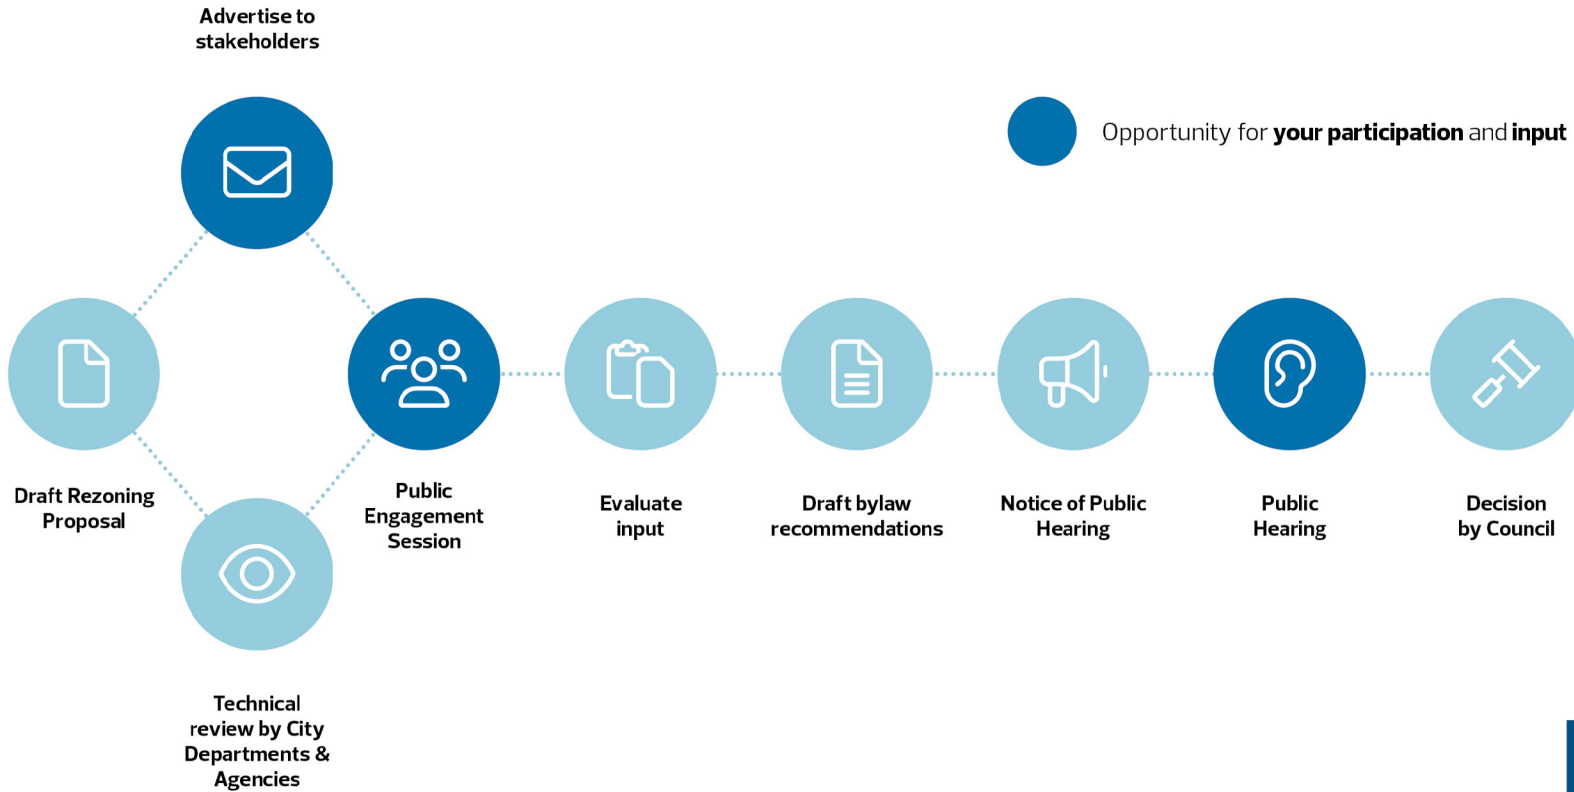 Advertise to
stakeholders
Opportunity for your participation and input
Draft Rezoning
Proposal
Public
Engagement
Session
Evaluate
input
Draft bylaw
recommendations
Notice of Public
Hearing
Public
Hearing
Decision
by Council
Technical
review by City
Departments &
Agencies